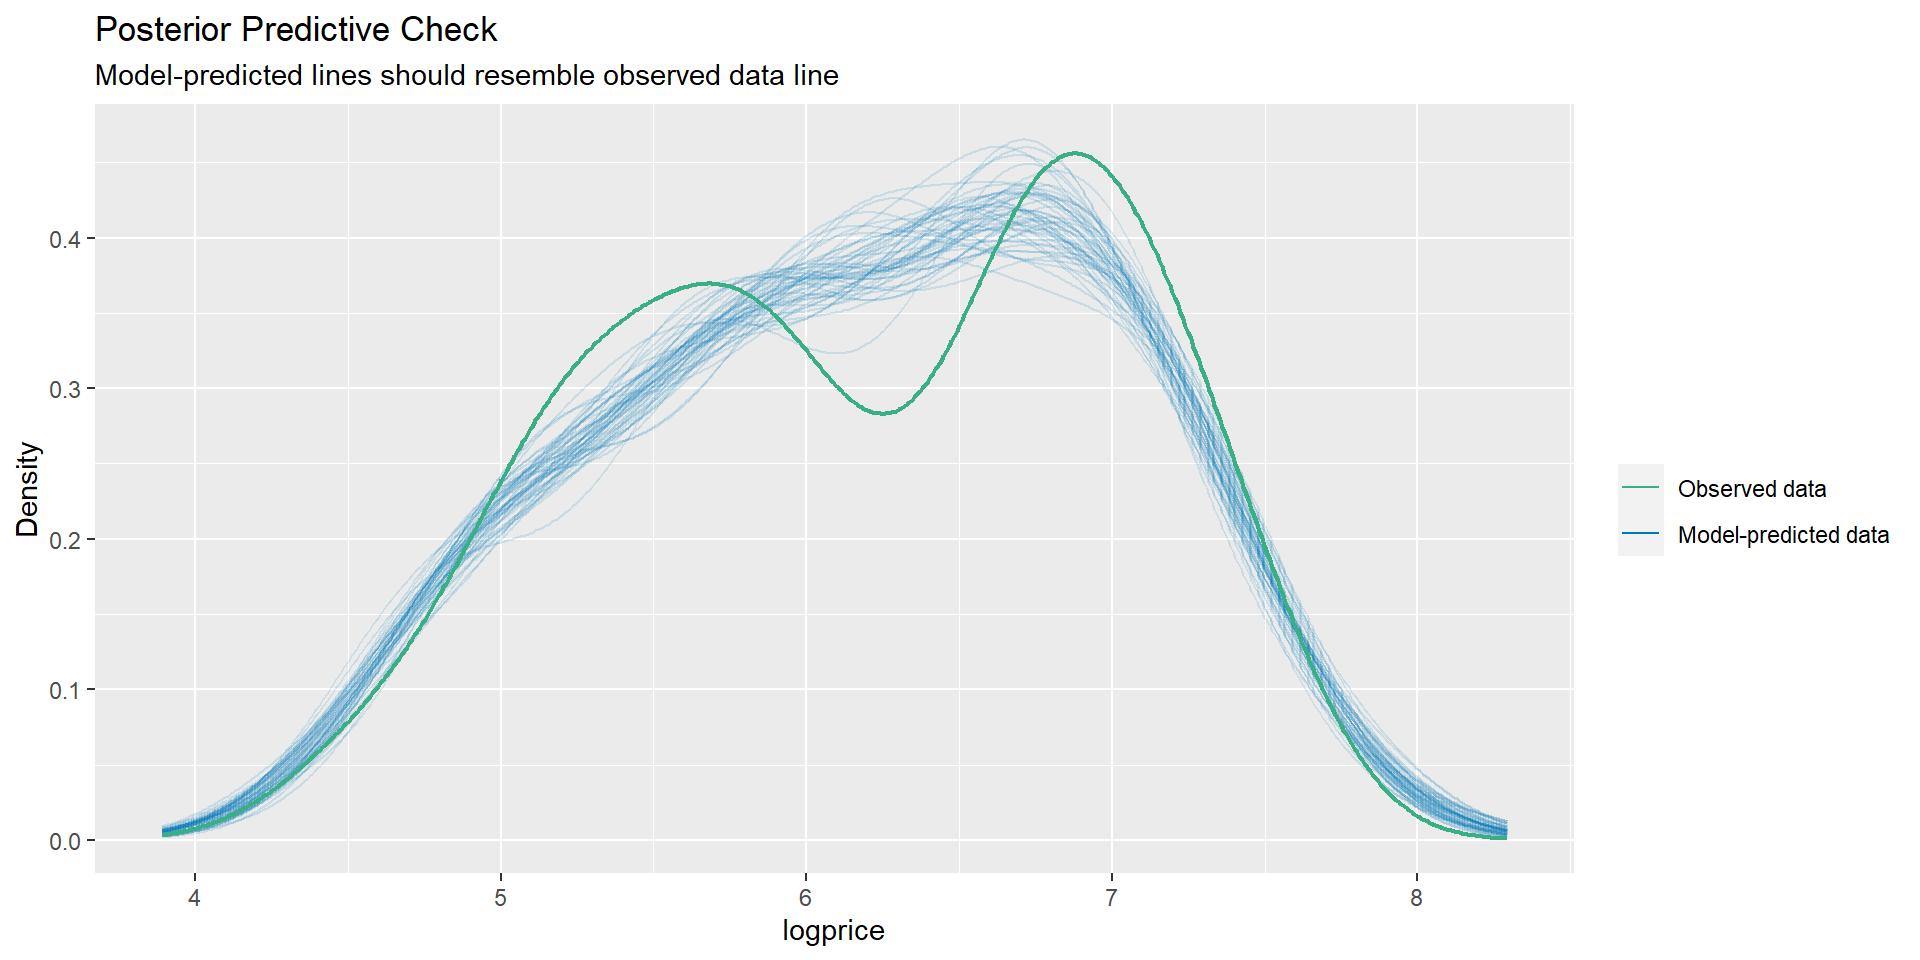 Posterior Predictive Check
Model-predicted lines should resemble observed data line
Density
0.4
0.3
0.2
0.1
0.0
4 5 6 7 8
logprice
Observed data
Model-predicted data